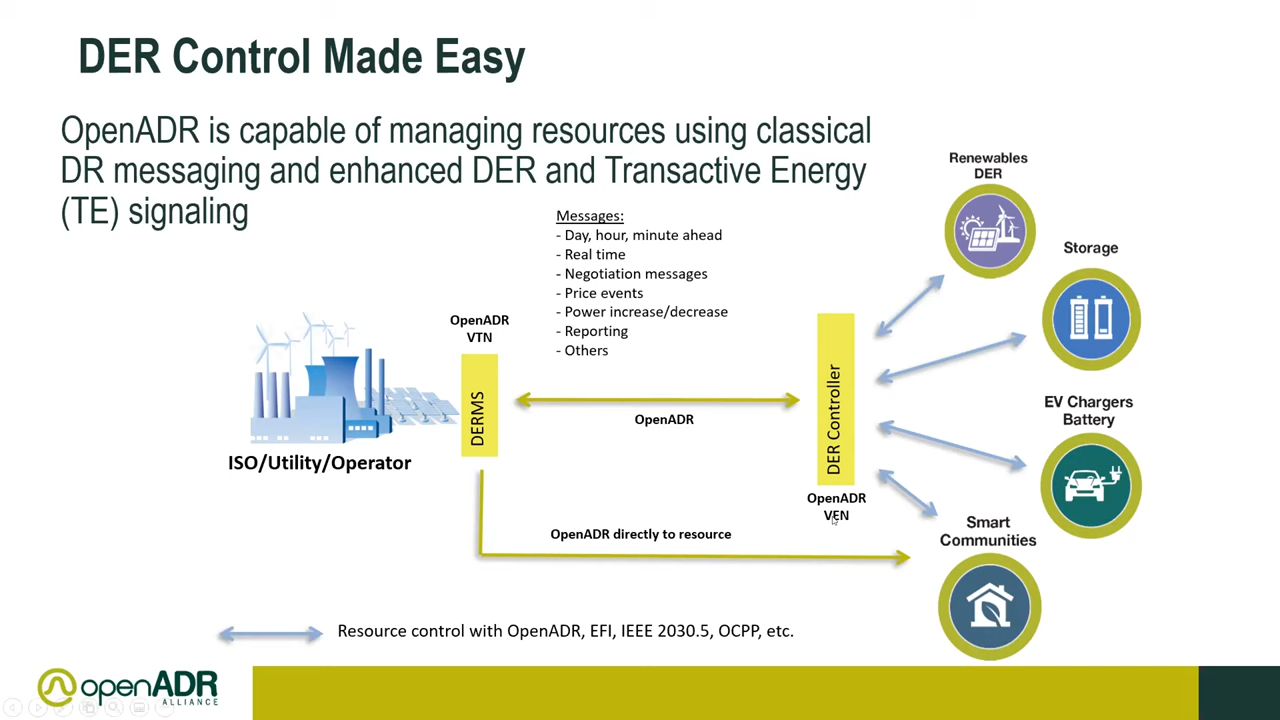 DER Control Made Easy
OpenADR is capable of managing resources using classical
DR messaging and enhanced DER and Transactive Energy
(TE) signaling
Messages:
- Day, hour, minute ahead
- Real time
- Negotiation messages
- Price events
- Power increase/decrease
- Reporting
- Others
Renewables
DER
Storage
EV Chargers
Battery
Smart
Communities
OpenADR
VTN
DERMS
ISO/Utility/Operator
OpenADR
DER Controller
OpenADR
VEN
OpenADR directly to resource
Resource control with OpenADR, EFI, IEEE 2030.5, OCPP, etc.
openADR
ALLIANCE